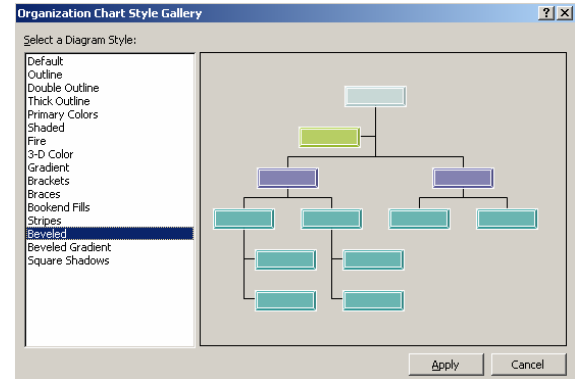 Organization Chart Style Gallery
Select a Diagram Style:
Default
Outline
Double Outline
Thick Outline
Primary Colors
Shaded
Fire
3-D Color
Gradient
Brackets
Braces
Bookend Fills
Stripes
Beveled
Beveled Gradient
Square Shadows
Apply Cancel